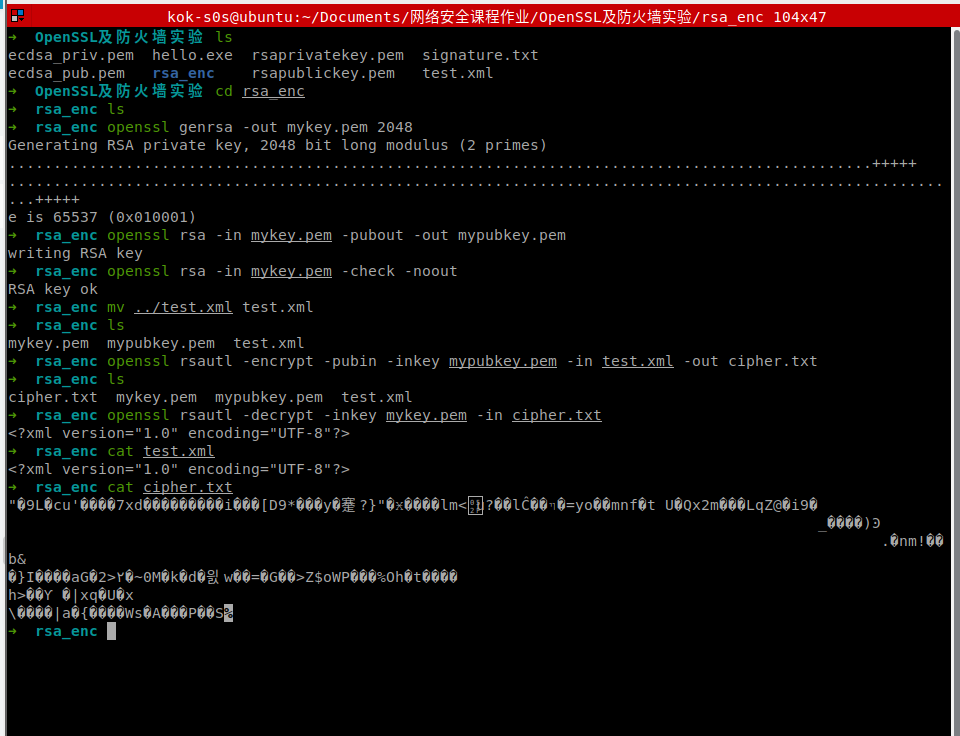 kok-s0s@ubuntu:~/Documents/网络安全课程作业/OpenSSL及防火墙实验/rsa_enc 104x47
➜  OpenSSL及防火墙实验 ls
ecdsa_priv.pem  hello.exe  rsaprivatekey.pem  signature.txt
ecdsa_pub.pem   rsa_enc    rsapublickey.pem   test.xml
➜  OpenSSL及防火墙实验 cd rsa_enc
➜  rsa_enc ls
➜  rsa_enc openssl genrsa -out mykey.pem 2048
Generating RSA private key, 2048 bit long modulus (2 primes)
................................................................................................+++++
........................................................................................................
...+++++
e is 65537 (0x010001)
➜  rsa_enc openssl rsa -in mykey.pem -pubout -out mypubkey.pem
writing RSA key
➜  rsa_enc openssl rsa -in mykey.pem -check -noout
RSA key ok
➜  rsa_enc mv ../test.xml test.xml
➜  rsa_enc ls
mykey.pem  mypubkey.pem  test.xml
➜  rsa_enc openssl rsautl -encrypt -pubin -inkey mypubkey.pem -in test.xml -out cipher.txt
➜  rsa_enc ls
cipher.txt  mykey.pem  mypubkey.pem  test.xml
➜  rsa_enc openssl rsautl -decrypt -inkey mykey.pem -in cipher.txt
<?xml version="1.0" encoding="UTF-8"?>
➜  rsa_enc cat test.xml
<?xml version="1.0" encoding="UTF-8"?>
➜  rsa_enc cat cipher.txt
"�9L�cu'����7xd���������i���[D9*���y�蹇?}"�ӿ����lm<?��lĈ��ๅ�=yo��mnf�t U�Qx2m���LqZ@�i9�
_����)
.�nm!��
b&
�}I����aG�2>٢�~0M�k�d�읤w��=�G��>Z$oWP���%Oh�t����
h>��Y �|xq�U�x
\����|a�{����Ws�A���P��S%
➜  rsa_enc